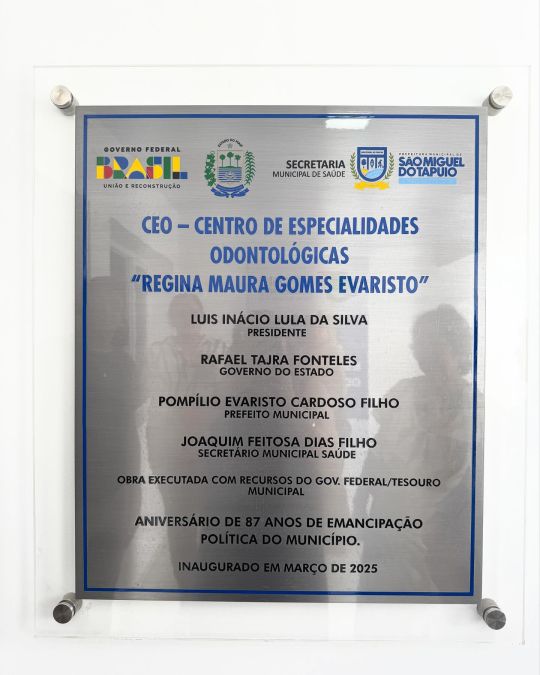 GOVERNO FEDERAL
BRASIL
UNIÃO E RECONSTRUÇÃO
SECRETARIA
MUNICIPAL DE SAÚDE
PREFEITURA MUNICIPAL DE
SÃO MIGUEL
DO TAPUIO
CEO – CENTRO DE ESPECIALIDADES
ODONTOLÓGICAS
“REGINA MAURA GOMES EVARISTO”
LUIS INÁCIO LULA DA SILVA
PRESIDENTE
RAFAEL TAJRA FONTELES
GOVERNO DO ESTADO
POMPÍLIO EVARISTO CARDOSO FILHO
PREFEITO MUNICIPAL
JOAQUIM FEITOSA DIAS FILHO
SECRETÁRIO MUNICIPAL SAÚDE
OBRA EXECUTADA COM RECURSOS DO GOV. FEDERAL/TESOURO
MUNICIPAL
ANIVERSÁRIO DE 87 ANOS DE EMANCIPAÇÃO
POLÍTICA DO MUNICÍPIO.
INAUGURADO EM MARÇO DE 2025